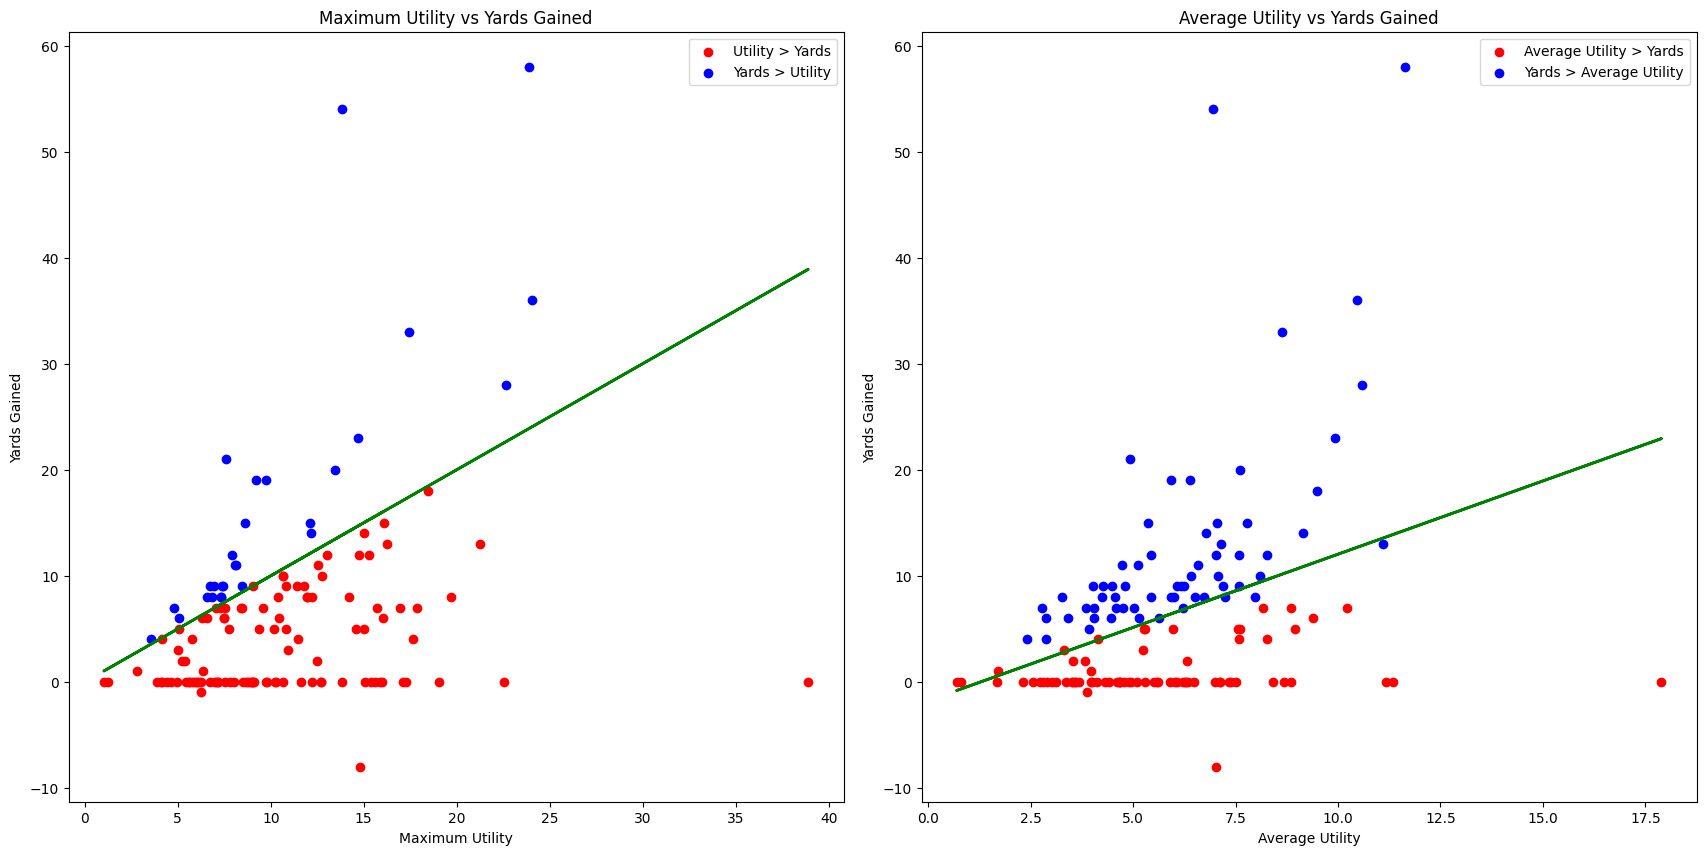 Maximum Utility vs Yards Gained
Utility > Yards
Yards > Utility
60
50
40
30
20
10
0
−10
Yards Gained
0 5 10 15 20 25 30 35 40
Maximum Utility
Average Utility vs Yards Gained
Average Utility > Yards
Yards > Average Utility
60
50
40
30
20
10
0
−10
Yards Gained
0.0 2.5 5.0 7.5 10.0 12.5 15.0 17.5
Average Utility